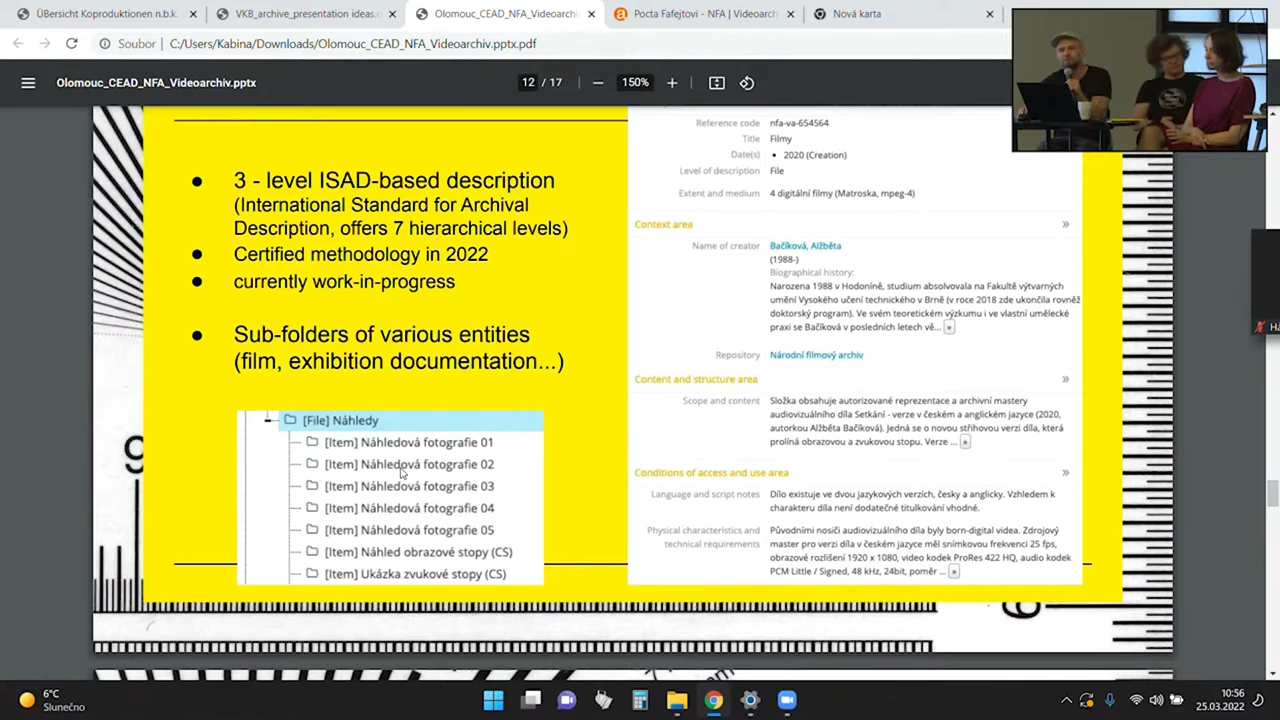 Übersicht Koproduktionen n.b.k.
VKB_archive_presentation ideas.
Olomouc_CEAD_NFA_Videoarchiv.
Pocta Fafejtovi - NFA | Videoarchi
Nová karta
Soubor
C:/Users/Kabina/Downloads/Olomouc_CEAD_NFA_Videoarchiv.pptx.pdf
Olomouc_CEAD_NFA_Videoarchiv.pptx
12 / 17
150%
3 - level ISAD-based description
(International Standard for Archival
Description, offers 7 hierarchical levels)
Certified methodology in 2022
currently work-in-progress
Sub-folders of various entities
(film, exhibition documentation...)
[File] Náhledy
[Item] Náhledová fotografie 01
[Item] Náhledová fotografie 02
[Item] Náhledová fotografie 03
[Item] Náhledová fotografie 04
[Item] Náhledová fotografie 05
[Item] Náhled obrazové stopy (CS)
[Item] Ukázka zvukové stopy (CS)
Reference code nfa-va-654564
Title Filmy
Date(s) • 2020 (Creation)
Level of description File
Extent and medium 4 digitální filmy (Matroska, mpeg-4)
Context area
Name of creator Bačíková, Alžběta
(1988-)
Biographical history:
Narozena 1988 v Hodoníně, studium absolvovala na Fakultě výtvarných
umění Vysokého učení technického v Brně (v roce 2018 zde ukončila rovněž
doktorský program). Ve svém teoretickém výzkumu i ve vlastní umělecké
praxi se Bačíková v posledních letech vě... »
Repository Národní filmový archiv
Content and structure area
Scope and content Složka obsahuje autorizované reprezentace a archivní mastery
audiovizuálního díla Setkání - verze v českém a anglickém jazyce (2020,
autorkou Alžběta Bačíková). Jedná se o novou střihovou verzi díla, která
prolíná obrazovou a zvukovou stopu. Verze ... »
Conditions of access and use area
Language and script notes Dílo existuje ve dvou jazykových verzích, česky a anglicky. Vzhledem k
charakteru díla není dodatečné titulkování vhodné.
Physical characteristics and
technical requirements
Původními nosiči audiovizuálního díla byly born-digital videa. Zdrojový
master pro verzi díla v českém jazyce měl snímkovou frekvenci 25 fps,
obrazové rozlišení 1920 x 1080, video kodek ProRes 422 HQ, audio kodek
PCM Little / Signed, 48 kHz, 24bit, poměr ... »
9
6°C
Slunečno
10:56
25.03.2022